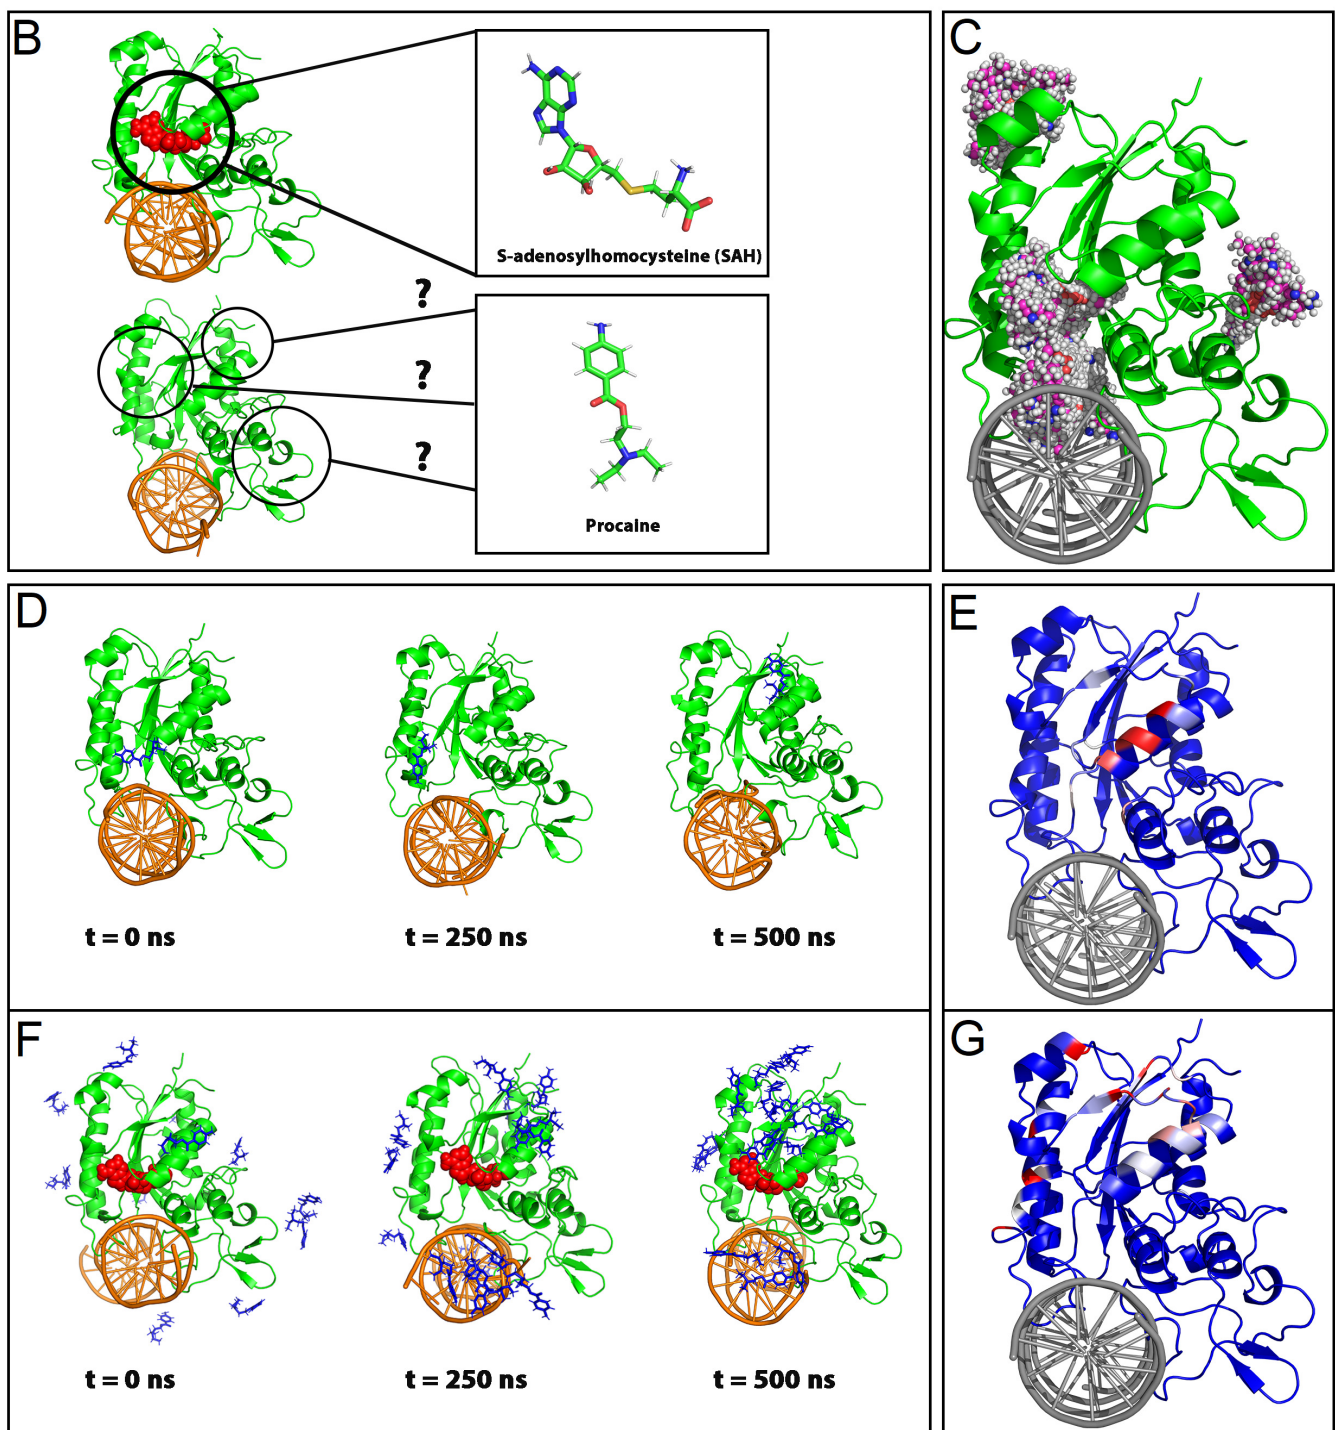 B
S-adenosylhomocysteine (SAH)
?
?
?
Procaine
C
D
t = 0 ns
t = 250 ns
t = 500 ns
E
F
t = 0 ns
t = 250 ns
t = 500 ns
G